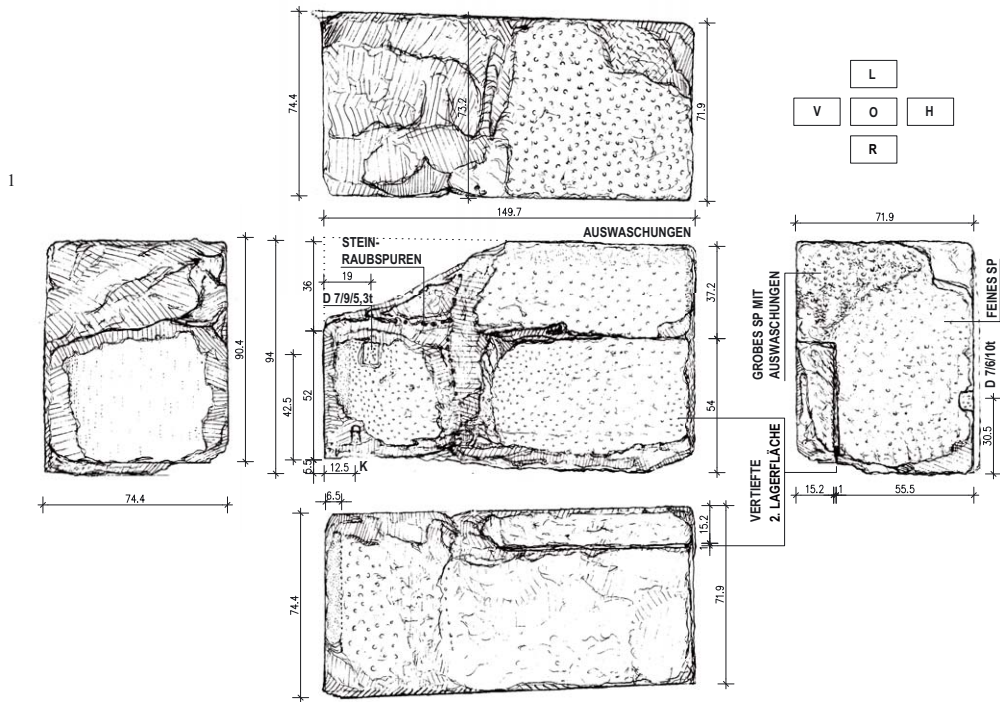 74.4
73.2
71.9
L
V O H
R
1
149.7
71.9
AUSWASCHUNGEN
STEIN-
RAUBSPUREN
19
D 7/9/5,3t
36
37.2
GROBES SP MIT
AUSWASCHUNGEN
FEINES SP
90.4
94
42.5
52
54
D 7/6/10t
30.5
5.5
12.5 K
VERTIEFTE
2. LAGERFLÄCHE
74.4
6.5
15.2 1 55.5
15.2
1
74.4
71.9